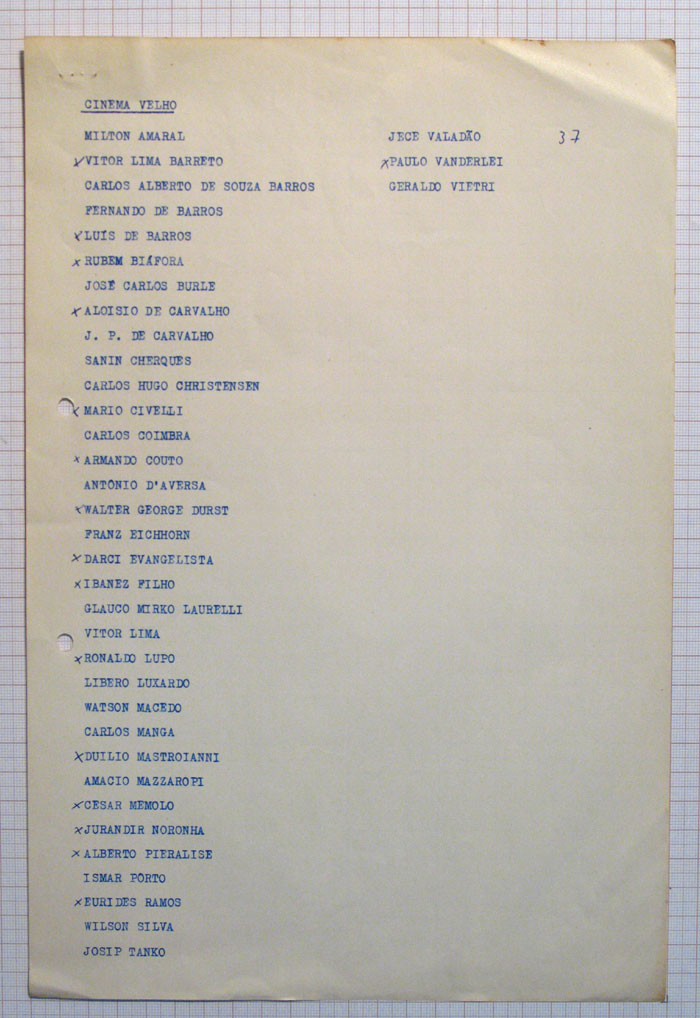 CINEMA VELHO
MILTON AMARAL
x VITOR LIMA BARRETO
CARLOS ALBERTO DE SOUZA BARROS
FERNANDO DE BARROS
x LUÍS DE BARROS
x RUBEM BIÁFORA
JOSÉ CARLOS BURLE
x ALOISIO DE CARVALHO
J. P. DE CARVALHO
SANIN CHERQUES
CARLOS HUGO CHRISTENSEN
x MARIO CIVELLI
CARLOS COIMBRA
x ARMANDO COUTO
ANTÔNIO D'AVERSA
x WALTER GEORGE DURST
FRANZ EICHHORN
x DARCI EVANGELISTA
x IBANEZ FILHO
GLAUCO MIRKO LAURELLI
VITOR LIMA
x RONALDO LUPO
LIBERO LUXARDO
WATSON MACEDO
CARLOS MANGA
x DUILIO MASTROIANNI
AMACIO MAZZAROPI
x CESAR MEMOLO
x JURANDIR NORONHA
x ALBERTO PIERALISE
ISMAR PÔRTO
x EURIDES RAMOS
WILSON SILVA
JOSIP TANKO
JECE VALADÃO 37
x PAULO VANDERLEI
GERALDO VIETRI